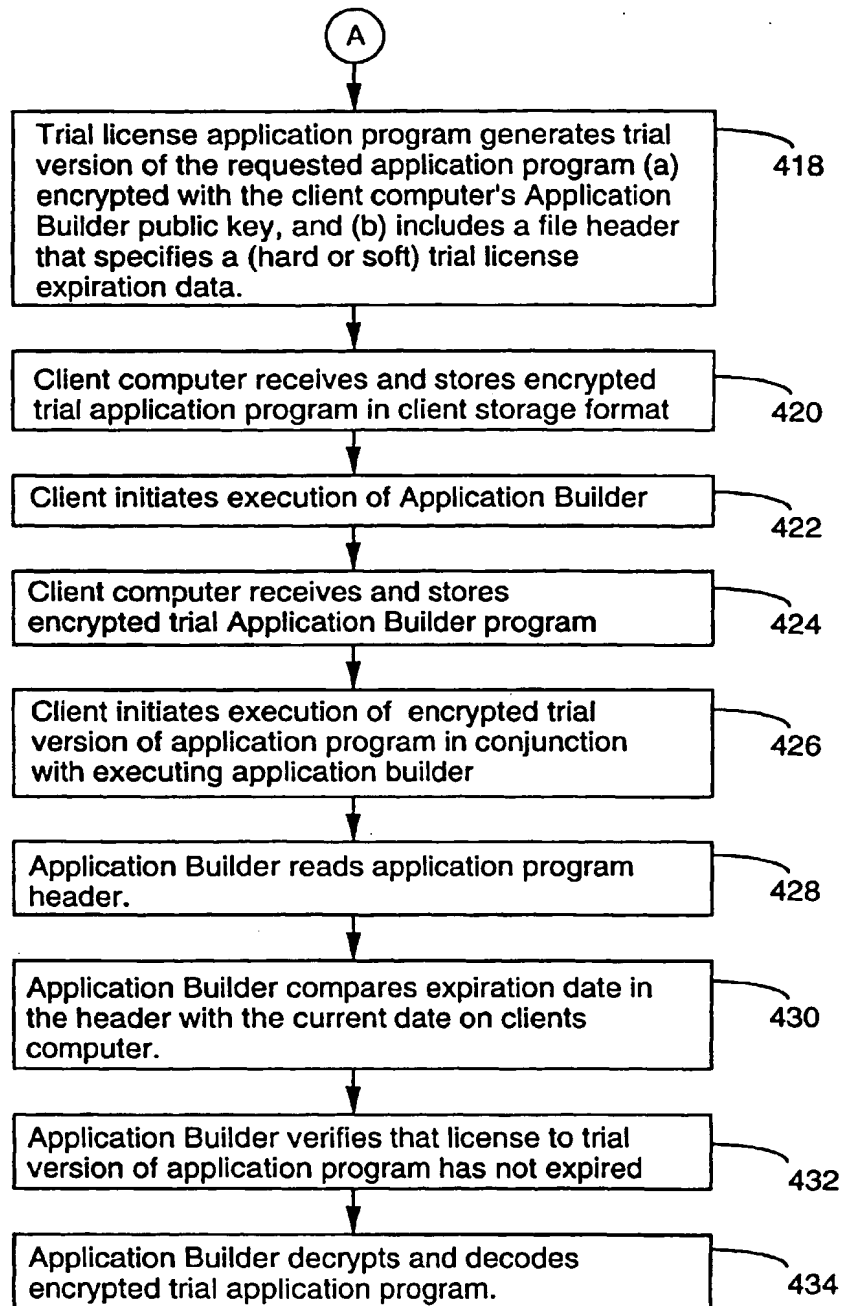 A
Trial license application program generates trial
version of the requested application program (a)
encrypted with the client computer's Application
Builder public key, and (b) includes a file header
that specifies a (hard or soft) trial license
expiration data.
418
Client computer receives and stores encrypted
trial application program in client storage format
420
Client initiates execution of Application Builder
422
Client computer receives and stores
encrypted trial Application Builder program
424
Client initiates execution of encrypted trial
version of application program in conjunction
with executing application builder
426
Application Builder reads application program
header.
428
Application Builder compares expiration date in
the header with the current date on clients
computer.
430
Application Builder verifies that license to trial
version of application program has not expired
432
Application Builder decrypts and decodes
encrypted trial application program.
434